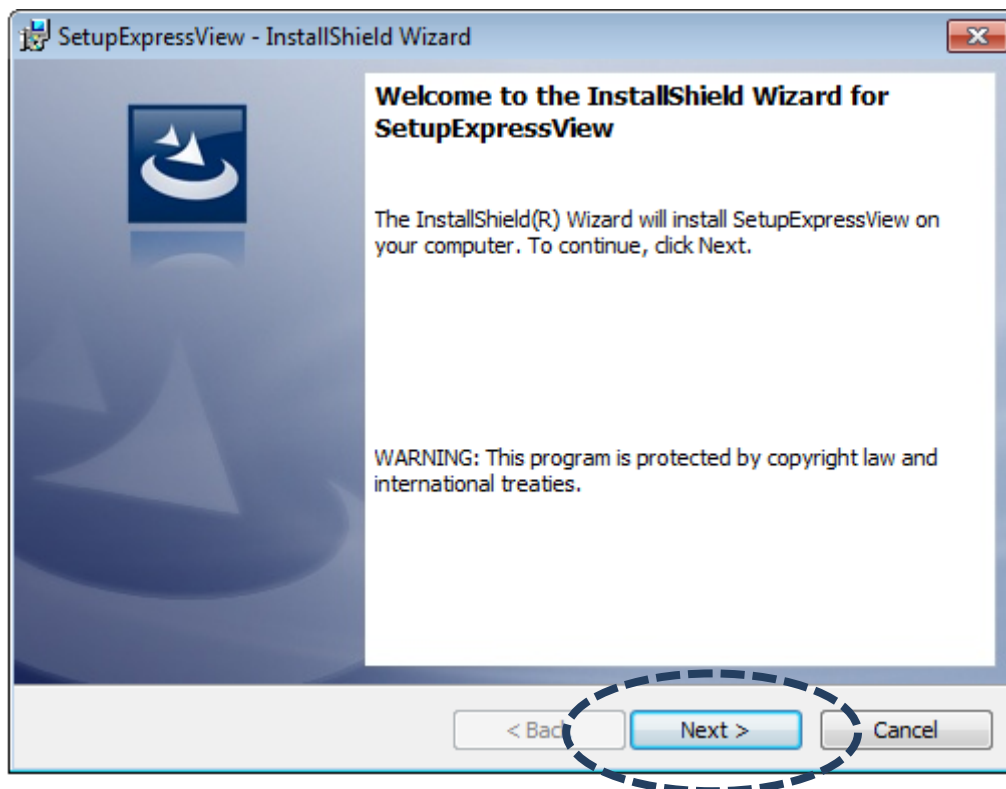 SetupExpressView - InstallShield Wizard
Welcome to the InstallShield Wizard for
SetupExpressView
The InstallShield(R) Wizard will install SetupExpressView on
your computer. To continue, click Next.
WARNING: This program is protected by copyright law and
international treaties.
< Back Next > Cancel